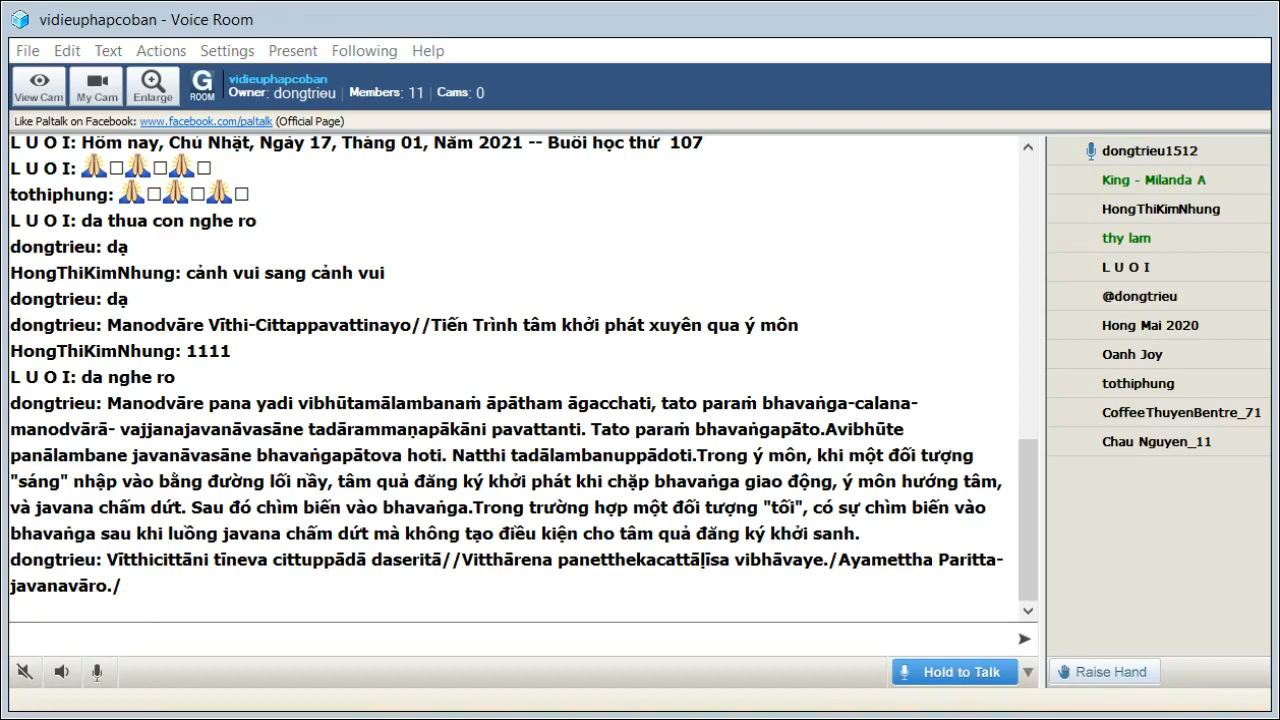 vidieuphapcoban - Voice Room
File Edit Text Actions Settings Present Following Help
View Cam My Cam Enlarge G ROOM
vidieuphapcoban
Owner: dongtrieu | Members: 11 | Cams: 0
Like Paltalk on Facebook: www.facebook.com/paltalk (Official Page)
L U O I: Hôm nay, Chủ Nhật, Ngày 17, Tháng 01, Năm 2021 -- Buổi học thứ 107
L U O I: 🙏□🙏□🙏□
tothiphung: 🙏□🙏□🙏□
L U O I: da thua con nghe ro
dongtrieu: dạ
HongThiKimNhung: cảnh vui sang cảnh vui
dongtrieu: dạ
dongtrieu: Manodvāre Vīthi-Cittappavattinayo//Tiến Trình tâm khởi phát xuyên qua ý môn
HongThiKimNhung: 1111
L U O I: da nghe ro
dongtrieu: Manodvāre pana yadi vibhūtamālambanaṁ āpātham āgacchati, tato paraṁ bhavaṅga-calana-
manodvārā- vajjanajavanāvasāne tadārammaṇapākāni pavattanti. Tato paraṁ bhavaṅgapāto.Avibhūte
panālambane javanāvasāne bhavaṅgapātova hoti. Natthi tadālambanuppādoti.Trong ý môn, khi một đối tượng
"sáng" nhập vào bằng đường lối nầy, tâm quả đăng ký khởi phát khi chặp bhavaṅga giao động, ý môn hướng tâm,
và javana chấm dứt. Sau đó chìm biến vào bhavaṅga.Trong trường hợp một đối tượng "tối", có sự chìm biến vào
bhavaṅga sau khi luồng javana chấm dứt mà không tạo điều kiện cho tâm quả đăng ký khởi sanh.
dongtrieu: Vītthicittāni tīneva cittuppādā daseritā//Vitthārena panetthekacattāḷīsa vibhāvaye./Ayamettha Paritta-
javanavāro./
dongtrieu1512
King - Milanda A
HongThiKimNhung
thy lam
L U O I
@dongtrieu
Hong Mai 2020
Oanh Joy
tothiphung
CoffeeThuyenBentre_71
Chau Nguyen_11
Hold to Talk
Raise Hand